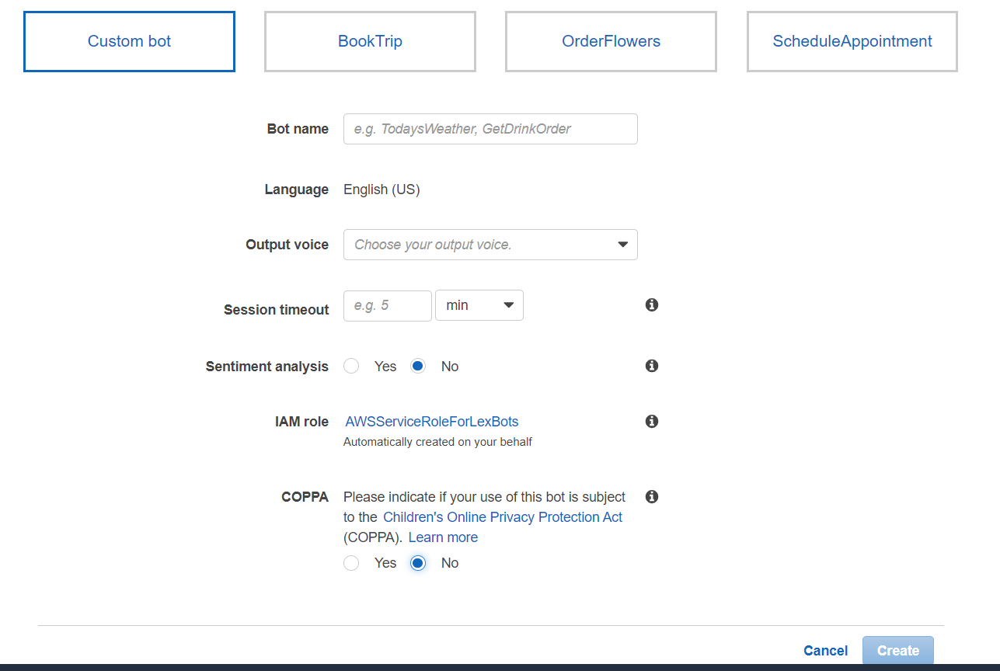 Custom bot
BookTrip
OrderFlowers
ScheduleAppointment
Bot name
e.g. TodaysWeather, GetDrinkOrder
Language
English (US)
Output voice
Choose your output voice.
Session timeout
e.g. 5
min
Sentiment analysis
Yes
No
IAM role
AWSServiceRoleForLexBots
Automatically created on your behalf
COPPA
Please indicate if your use of this bot is subject
to the Children's Online Privacy Protection Act
(COPPA). Learn more
Yes
No
Cancel
Create